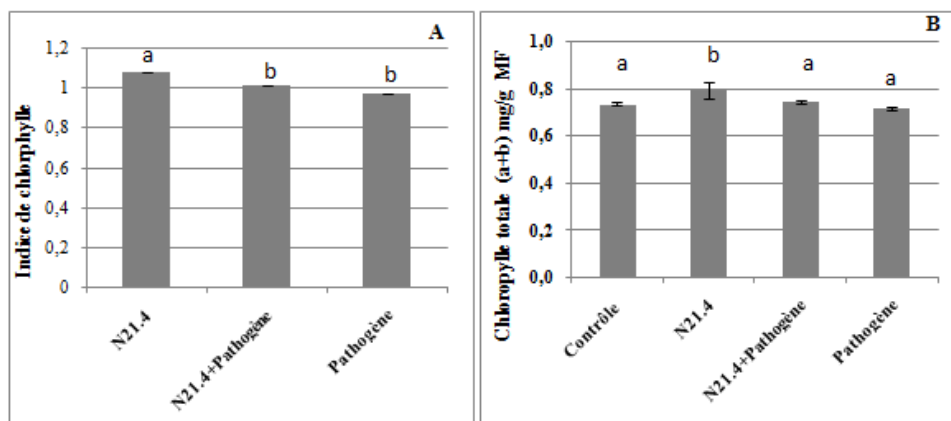 A
1,2
1
0,8
0,6
0,4
0,2
0
Indice de chlorphylle
a
b
b
N21.4
N21.4+Pathogène
Pathogène
B
1,0
0,8
0,6
0,4
0,2
0,0
Chloropylle totale (a+b) mg/g MF
a
b
a
a
Contrôle
N21.4
N21.4+Pathogène
Pathogène